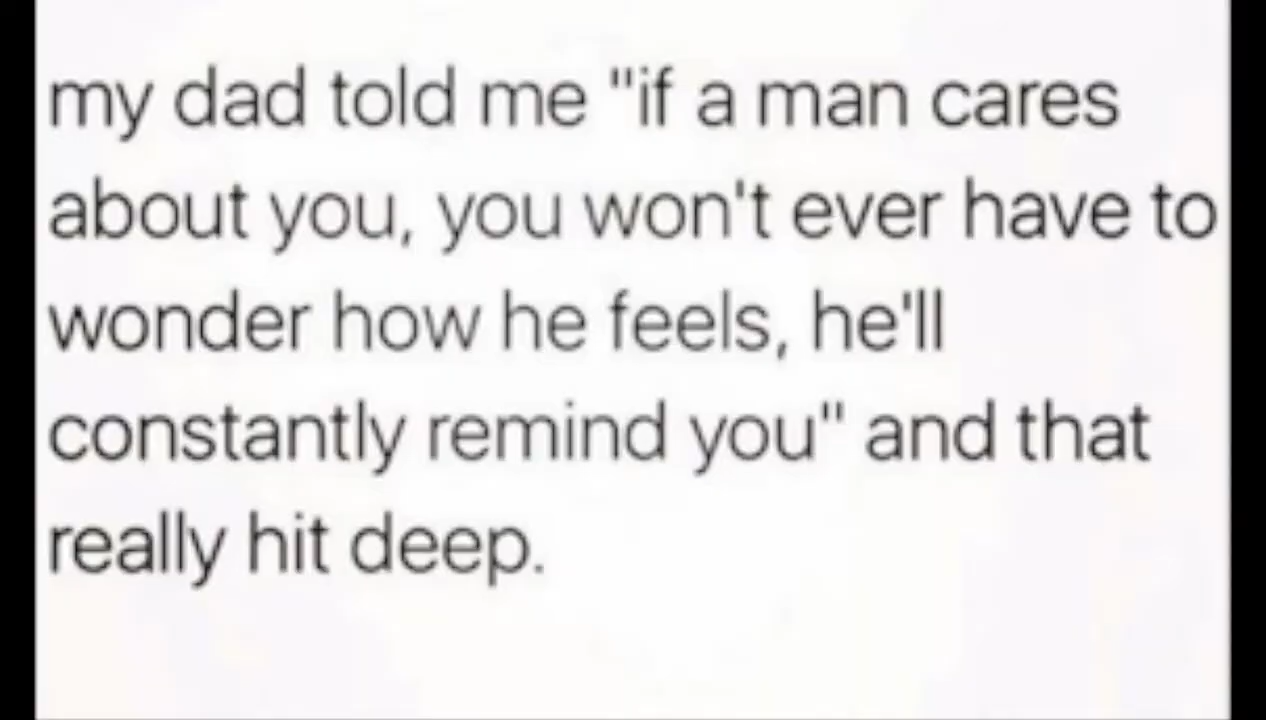 my dad told me "if a man cares
about you, you won't ever have to
wonder how he feels, he'll
constantly remind you" and that
really hit deep.